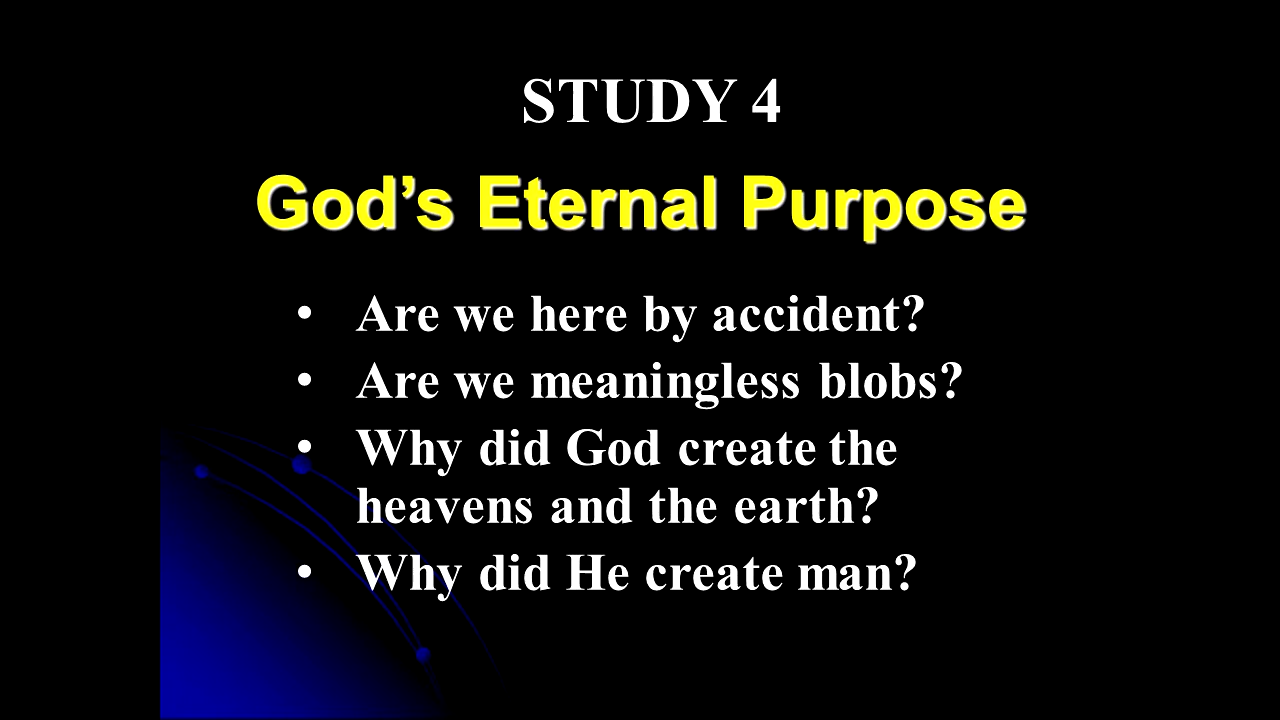 STUDY 4
God’s Eternal Purpose
• Are we here by accident?
• Are we meaningless blobs?
• Why did God create the
heavens and the earth?
• Why did He create man?